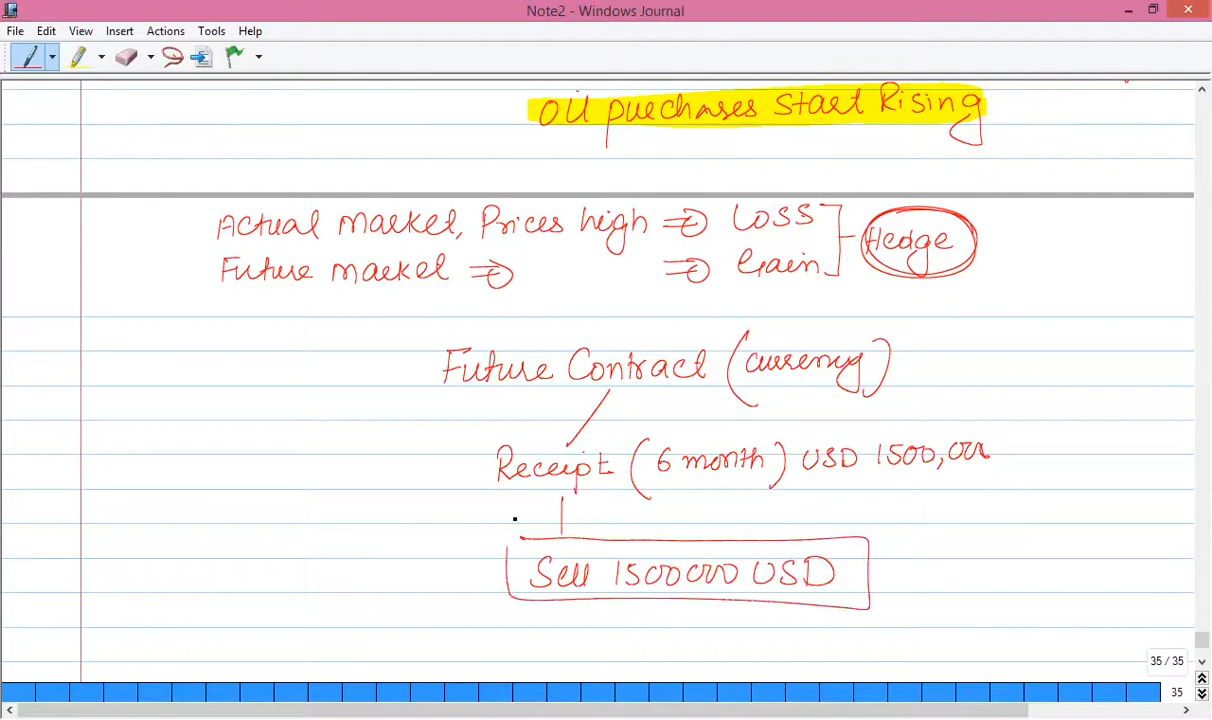 Note2 - Windows Journal
File Edit View Insert Actions Tools Help
Oil purchases Start Rising
Actual Market, Prices high ⇒ LOSS
Hedge
Future market ⇒ ⇒ Gain
Future Contract (currency)
Receipt (6 month) USD 1500,000
Sell 1500000 USD
35 / 35
35